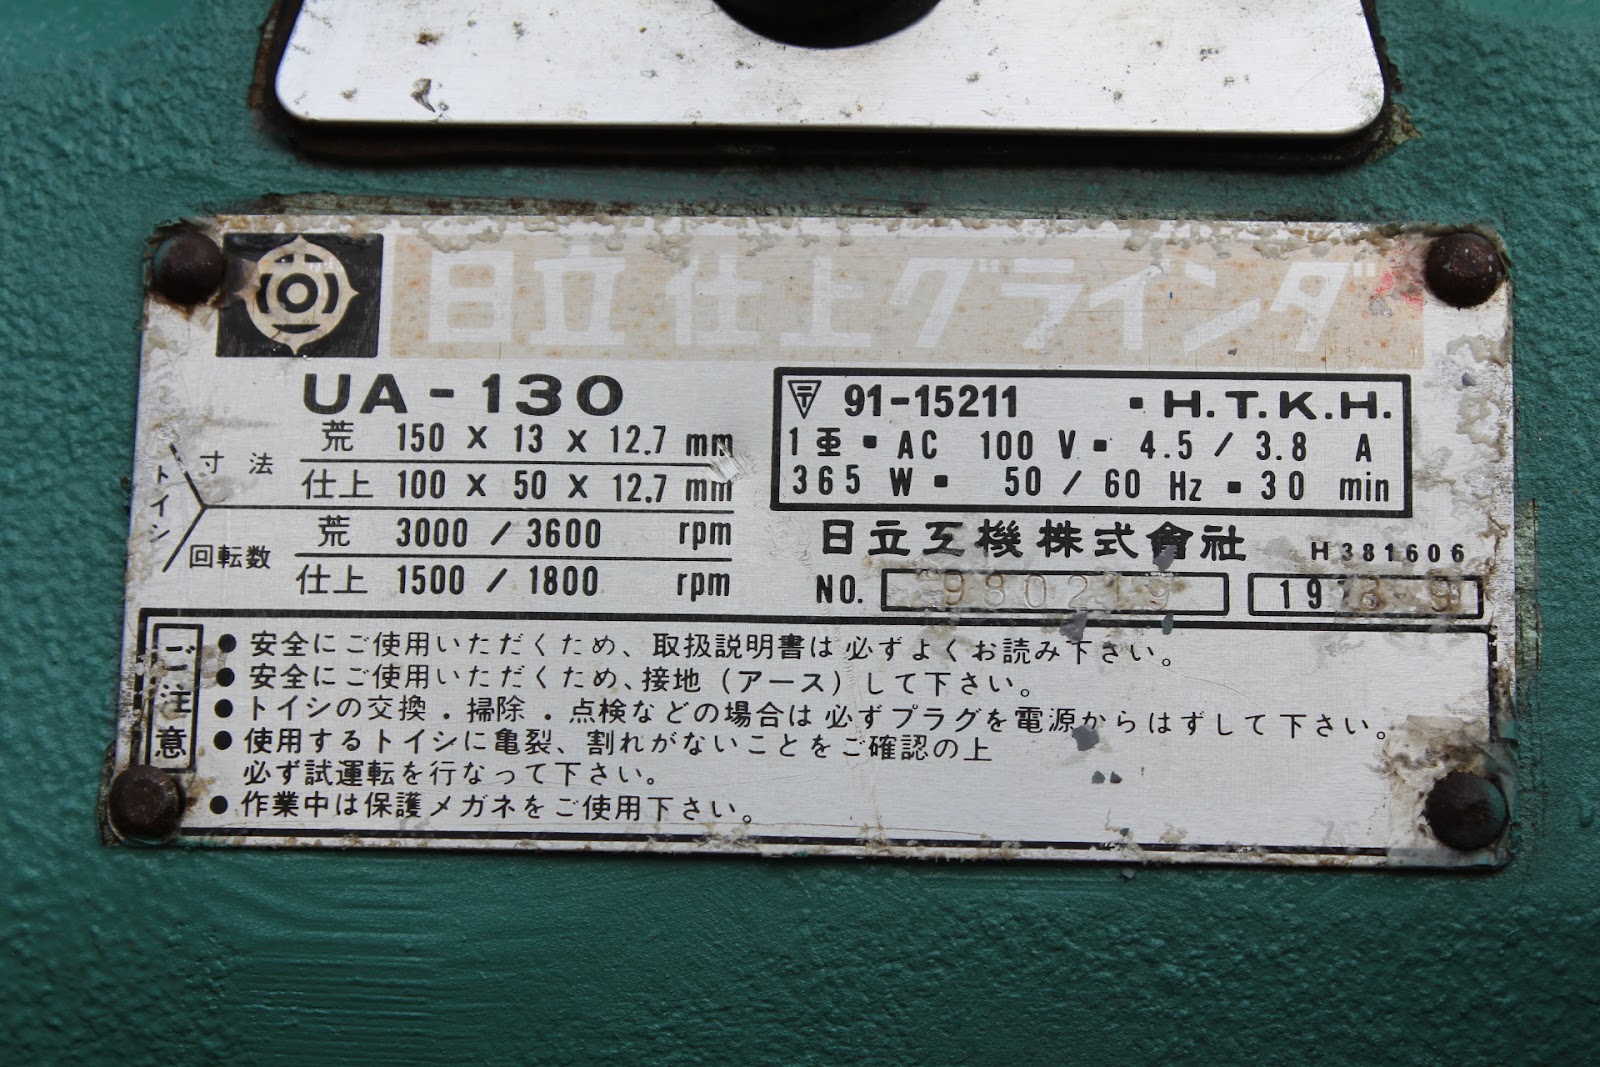 日立仕上グラインダ
UA-130
トイシ
寸法
荒 150 × 13 × 12.7 mm
仕上 100 × 50 × 12.7 mm
回転数
荒 3000 / 3600 rpm
仕上 1500 / 1800 rpm
〒 91-15211 ・H.T.K.H.
1亜・AC 100 V・4.5 / 3.8 A
365 W・50 / 60 Hz・30 min
日立工機株式會社 H381606
NO. 980219 1978-9
ご注意
● 安全にご使用いただくため、取扱説明書は必ずよくお読み下さい。
● 安全にご使用いただくため、接地(アース)して下さい。
● トイシの交換．掃除．点検などの場合は必ずプラグを電源からはずして下さい。
● 使用するトイシに亀裂、割れがないことをご確認の上
必ず試運転を行なって下さい。
● 作業中は保護メガネをご使用下さい。